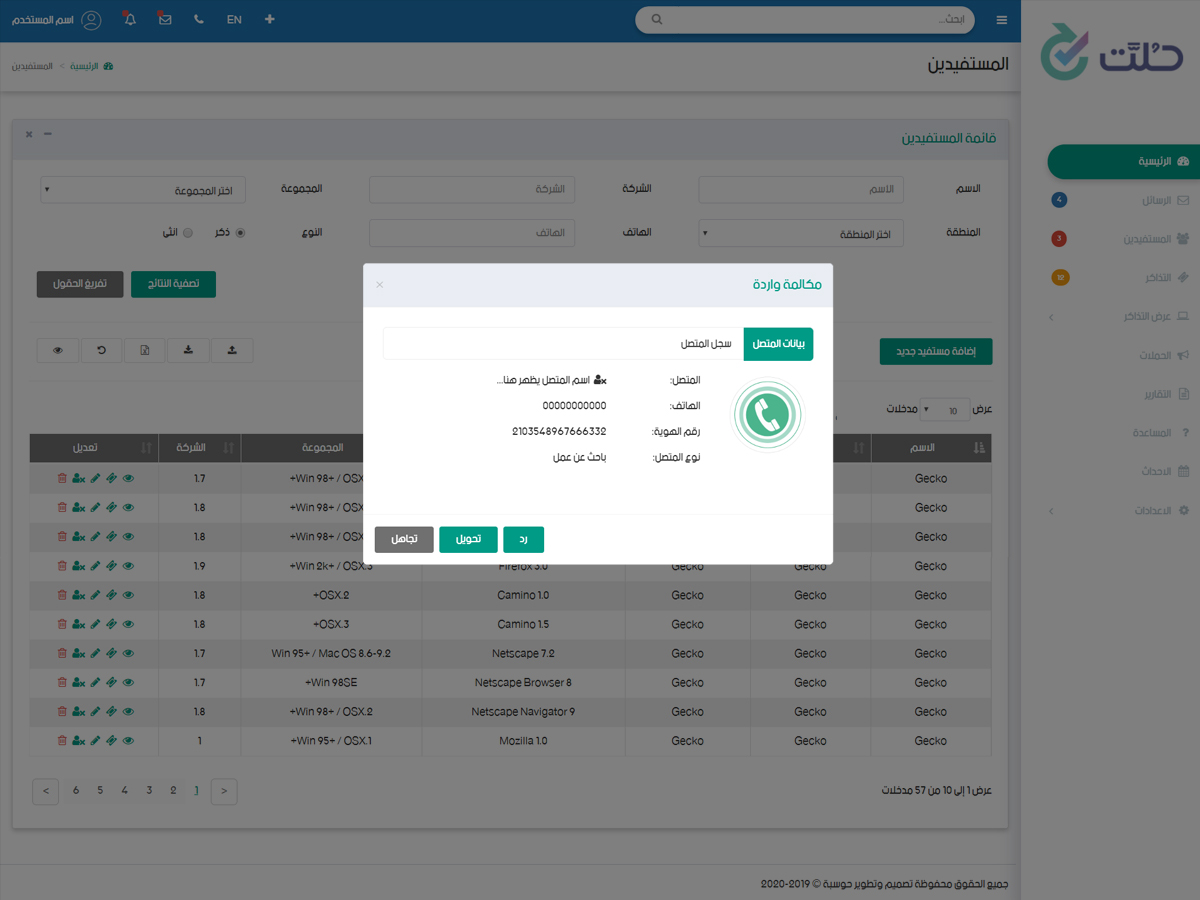 حُلَّت
ابحث...
EN
اسم المستخدم
المستفيدين
الرئيسية > المستفيدين
الرئيسية
الرسائل 4
المستفيدين 3
التذاكر 12
عرض التذاكر
الحملات
التقارير
المساعدة
الاحداث
الاعدادات
قائمة المستفيدين
الاسم الاسم الشركة الشركة المجموعة اختر المجموعة
المنطقة اختر المنطقة الهاتف الهاتف النوع ذكر انثى
تصفية النتائج تفريغ الحقول
إضافة مستفيد جديد
عرض 10 مدخلات
مكالمة واردة ×
بيانات المتصل سجل المتصل
المتصل: اسم المتصل يظهر هنا...
الهاتف: 00000000000
رقم الهوية: 2103548967666332
نوع المتصل: باحث عن عمل
رد تحويل تجاهل
الاسم المجموعة الشركة تعديل
Gecko Win 98+ / OSX 1.7
Gecko Win 98+ / OSX 1.8
Gecko Win 98+ / OSX 1.8
Gecko Gecko Gecko Firefox 3.0 Win 2k+ / OSX.3+ 1.9
Gecko Gecko Gecko Camino 1.0 OSX.2+ 1.8
Gecko Gecko Gecko Camino 1.5 OSX.3+ 1.8
Gecko Gecko Gecko Netscape 7.2 Win 95+ / Mac OS 8.6-9.2 1.7
Gecko Gecko Gecko Netscape Browser 8 Win 98SE+ 1.7
Gecko Gecko Gecko Netscape Navigator 9 Win 98+ / OSX.2+ 1.8
Gecko Gecko Gecko Mozilla 1.0 Win 95+ / OSX.1+ 1
عرض 1 إلى 10 من 57 مدخلات
< 1 2 3 4 5 6 >
جميع الحقوق محفوظة تصميم وتطوير حوسبة © 2019-2020